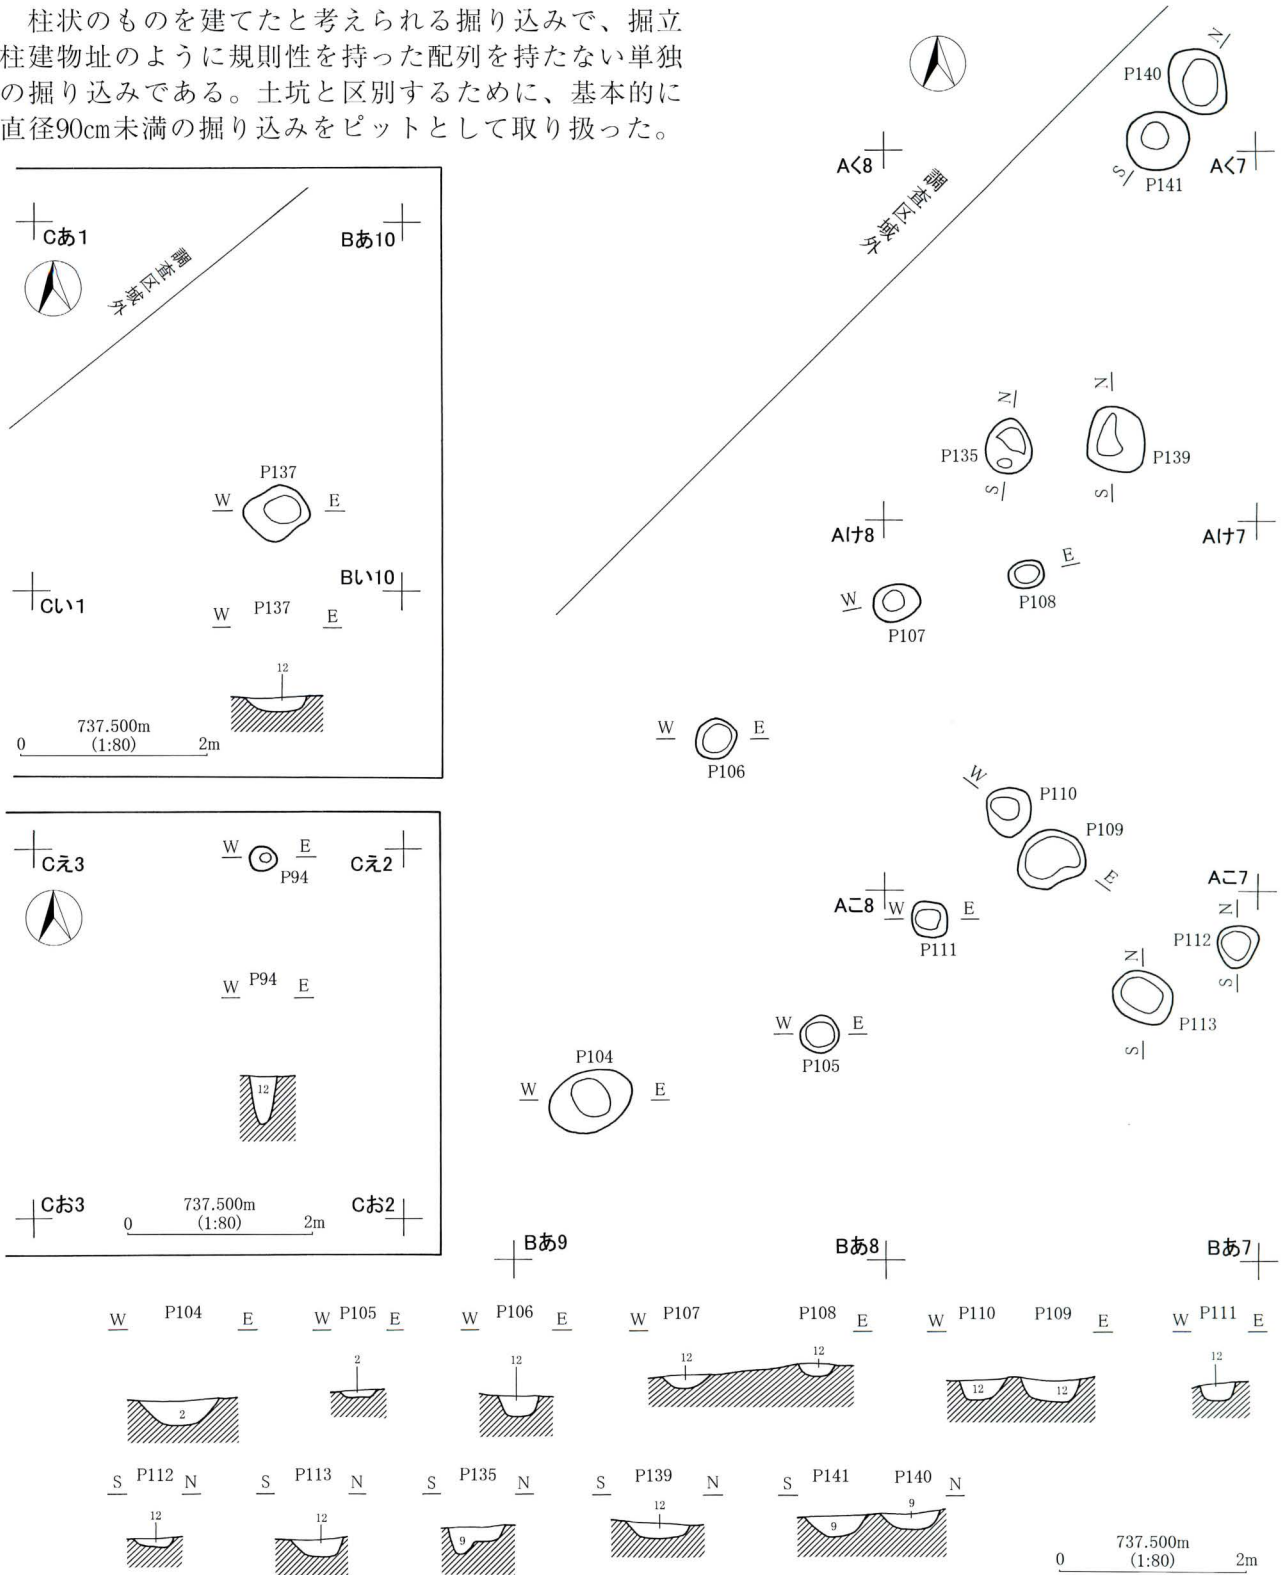 柱状のものを建てたと考えられる掘り込みで、掘立
柱建物址のように規則性を持った配列を持たない単独
の掘り込みである。土坑と区別するために、基本的に
直径90cm未満の掘り込みをピットとして取り扱った。
Cあ1
Bあ10
調査区域外
P137
W
E
Cい1
Bい10
W
P137
E
12
737.500m
0
(1:80)
2m
Cえ3
W
E
P94
Cえ2
W
P94
E
12
Cお3
Cお2
737.500m
0
(1:80)
2m
N
P140
P141
S
Aく8
Aく7
調査区域外
N
P135
S
N
P139
S
Aけ8
Aけ7
W
P107
E
P108
W
E
P106
W
P110
P109
E
Aこ8
W
E
P111
Aこ7
N
P112
S
N
P113
S
W
E
P105
P104
W
E
Bあ9
Bあ8
Bあ7
W
P104
E
2
W
P105
E
2
W
P106
E
12
W
P107
P108
E
12
12
W
P110
P109
E
12
12
W
P111
E
12
S
P112
N
12
S
P113
N
12
S
P135
N
9
S
P139
N
12
S
P141
P140
N
9
9
737.500m
0
(1:80)
2m